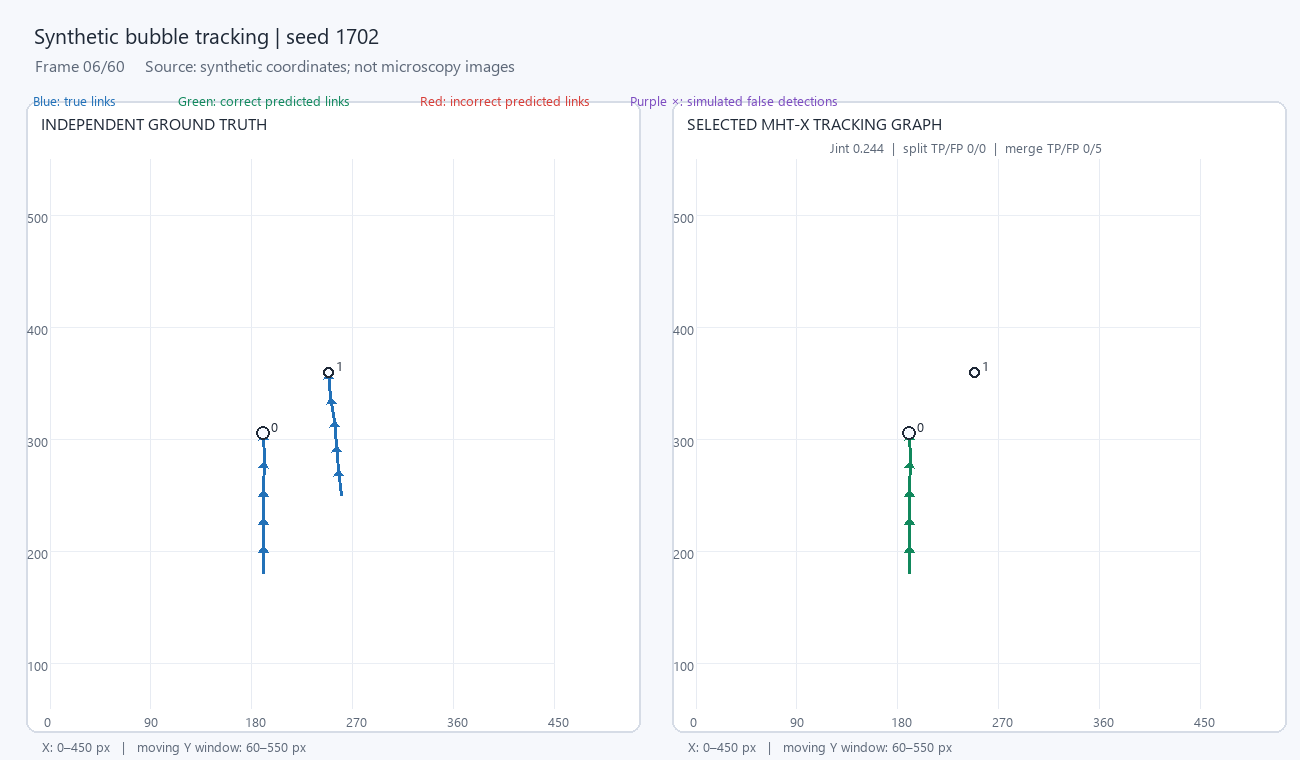 Synthetic bubble tracking | seed 1702
Frame 06/60 Source: synthetic coordinates; not microscopy images
Blue: true links Green: correct predicted links Red: incorrect predicted links Purple ×: simulated false detections
INDEPENDENT GROUND TRUTH
500
400
300
200
100
0 90 180 270 360 450
1
0
X: 0–450 px | moving Y window: 60–550 px
SELECTED MHT-X TRACKING GRAPH
Jint 0.244 | split TP/FP 0/0 | merge TP/FP 0/5
500
400
300
200
100
0 90 180 270 360 450
1
0
X: 0–450 px | moving Y window: 60–550 px